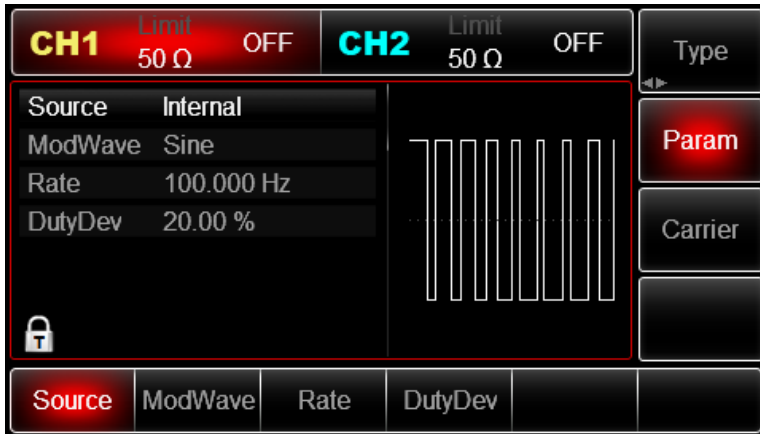 CH1 Limit 50 Ω OFF
CH2 Limit 50 Ω OFF
Type
Source Internal
ModWave Sine
Rate 100.000 Hz
DutyDev 20.00 %
T
Param
Carrier
Source ModWave Rate DutyDev